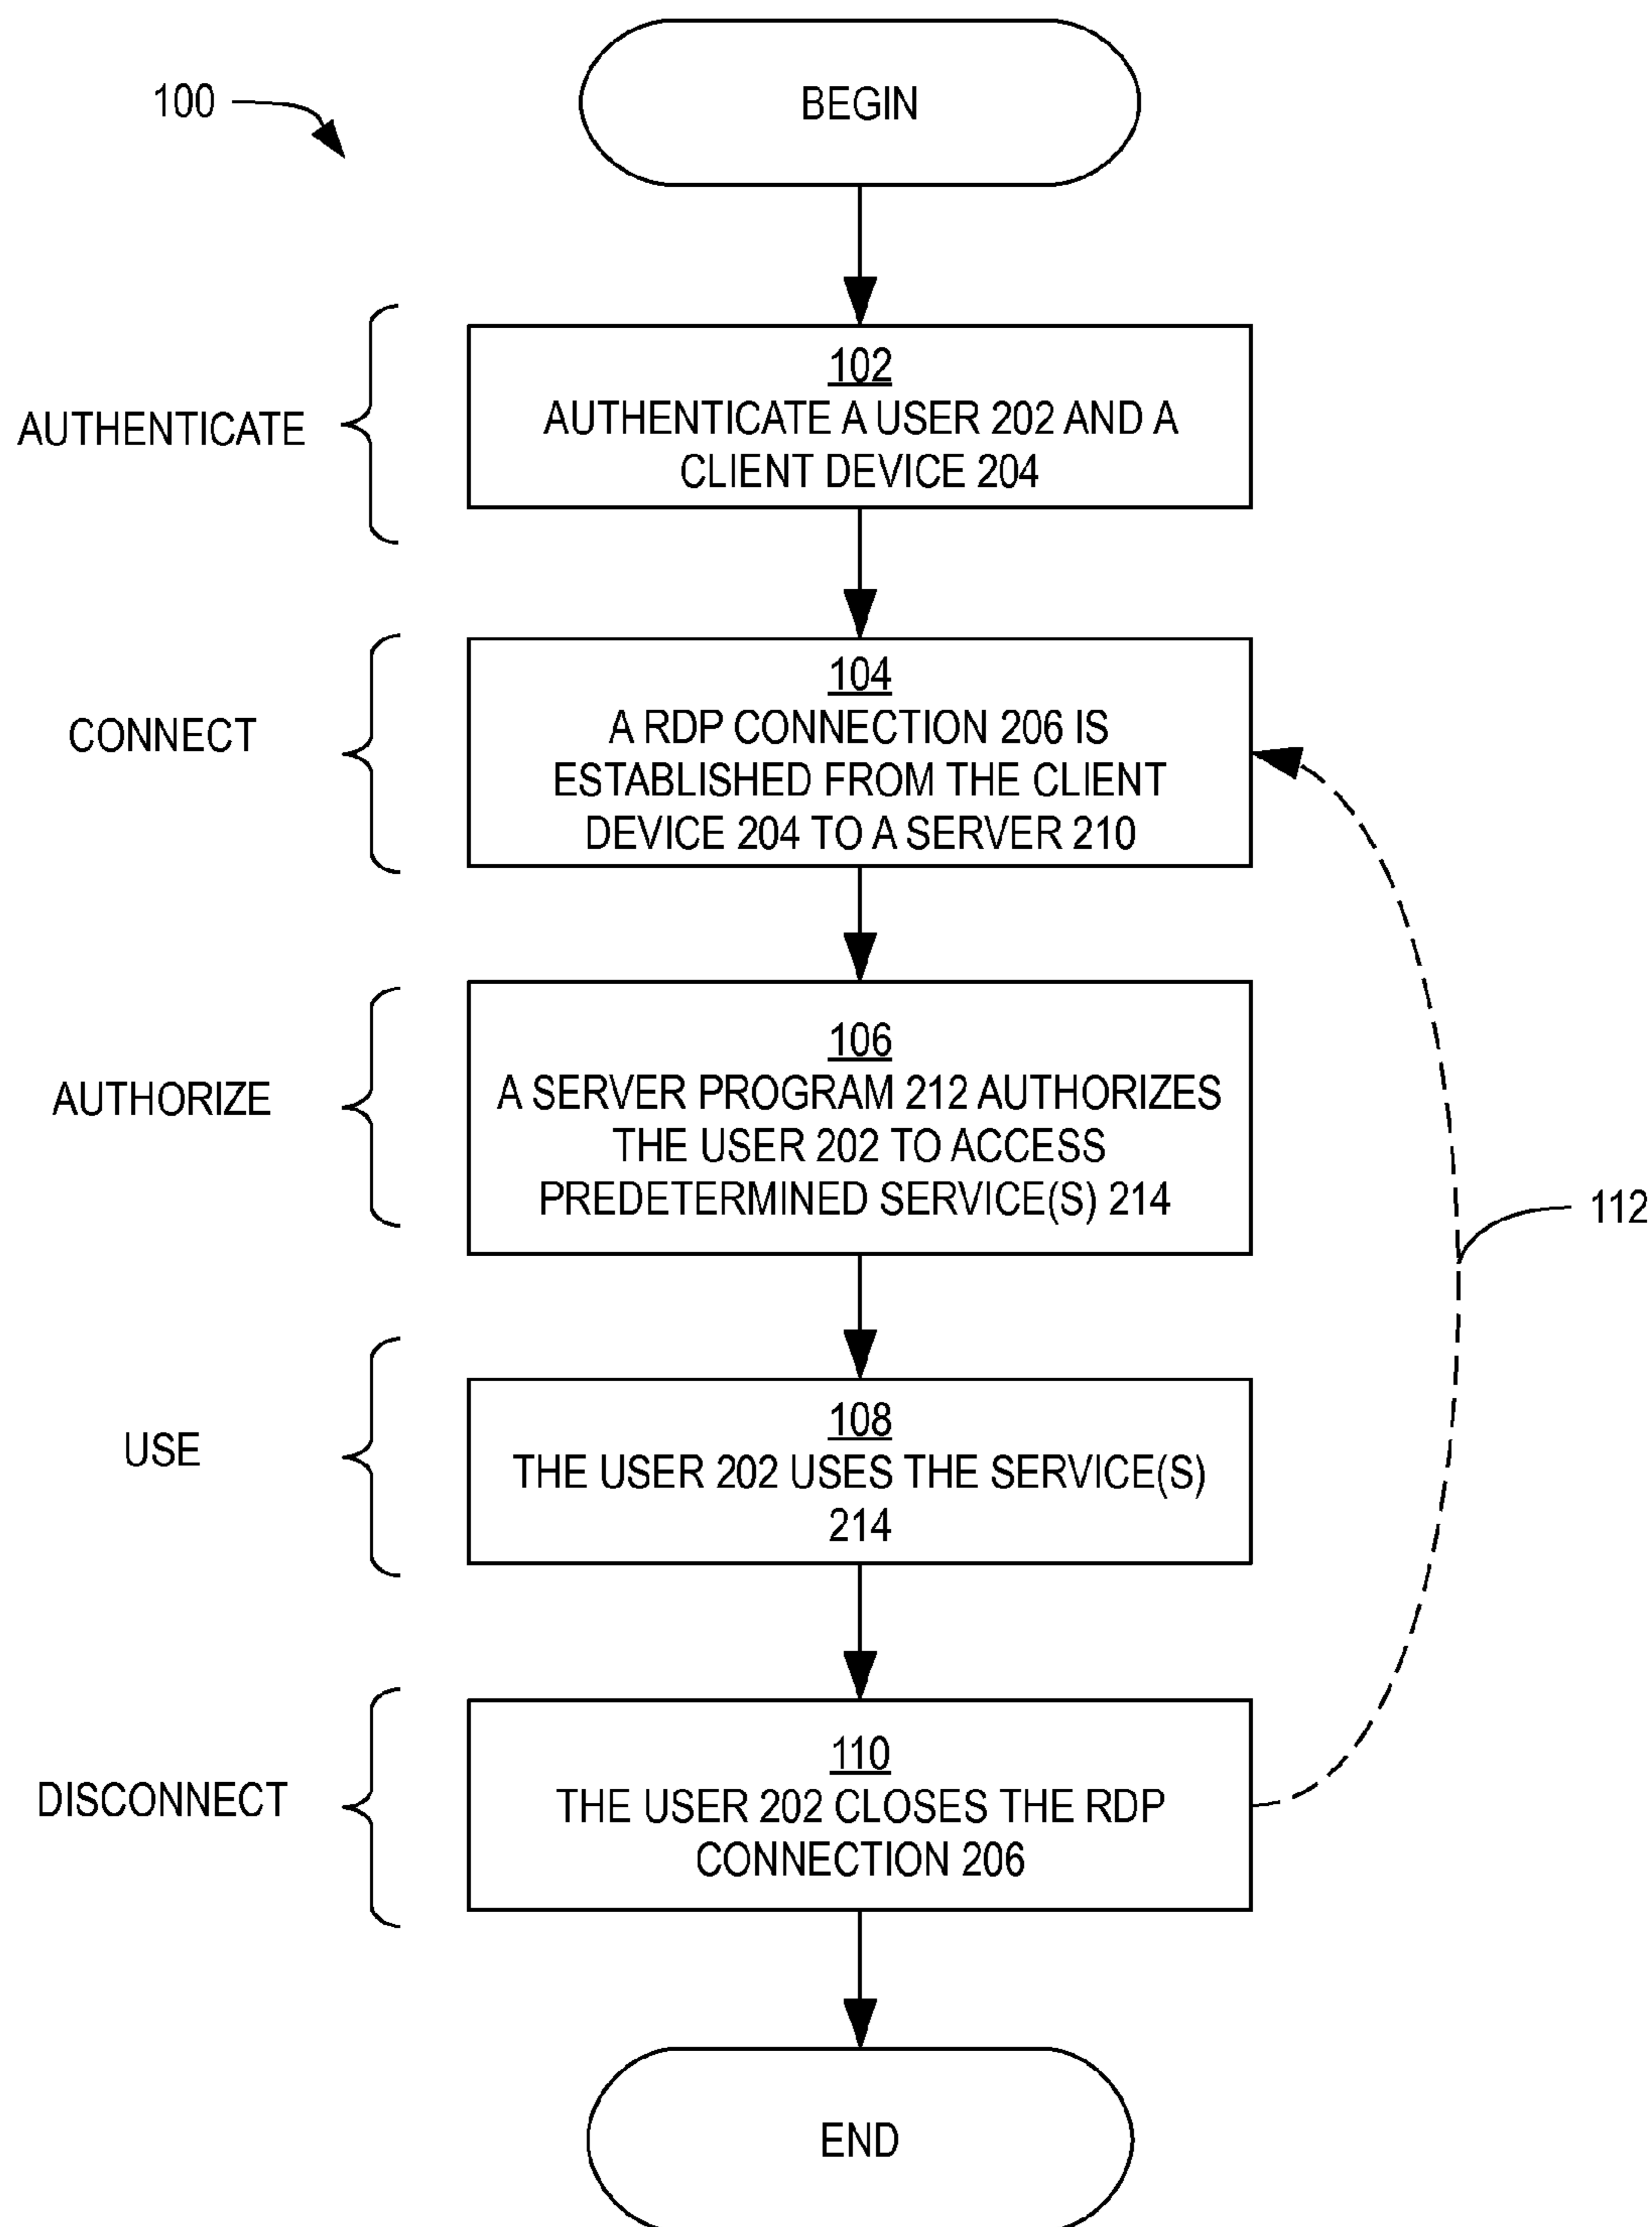 100
BEGIN
AUTHENTICATE
102
AUTHENTICATE A USER 202 AND A
CLIENT DEVICE 204
CONNECT
104
A RDP CONNECTION 206 IS
ESTABLISHED FROM THE CLIENT
DEVICE 204 TO A SERVER 210
AUTHORIZE
106
A SERVER PROGRAM 212 AUTHORIZES
THE USER 202 TO ACCESS
PREDETERMINED SERVICE(S) 214
112
USE
108
THE USER 202 USES THE SERVICE(S)
214
DISCONNECT
110
THE USER 202 CLOSES THE RDP
CONNECTION 206
END